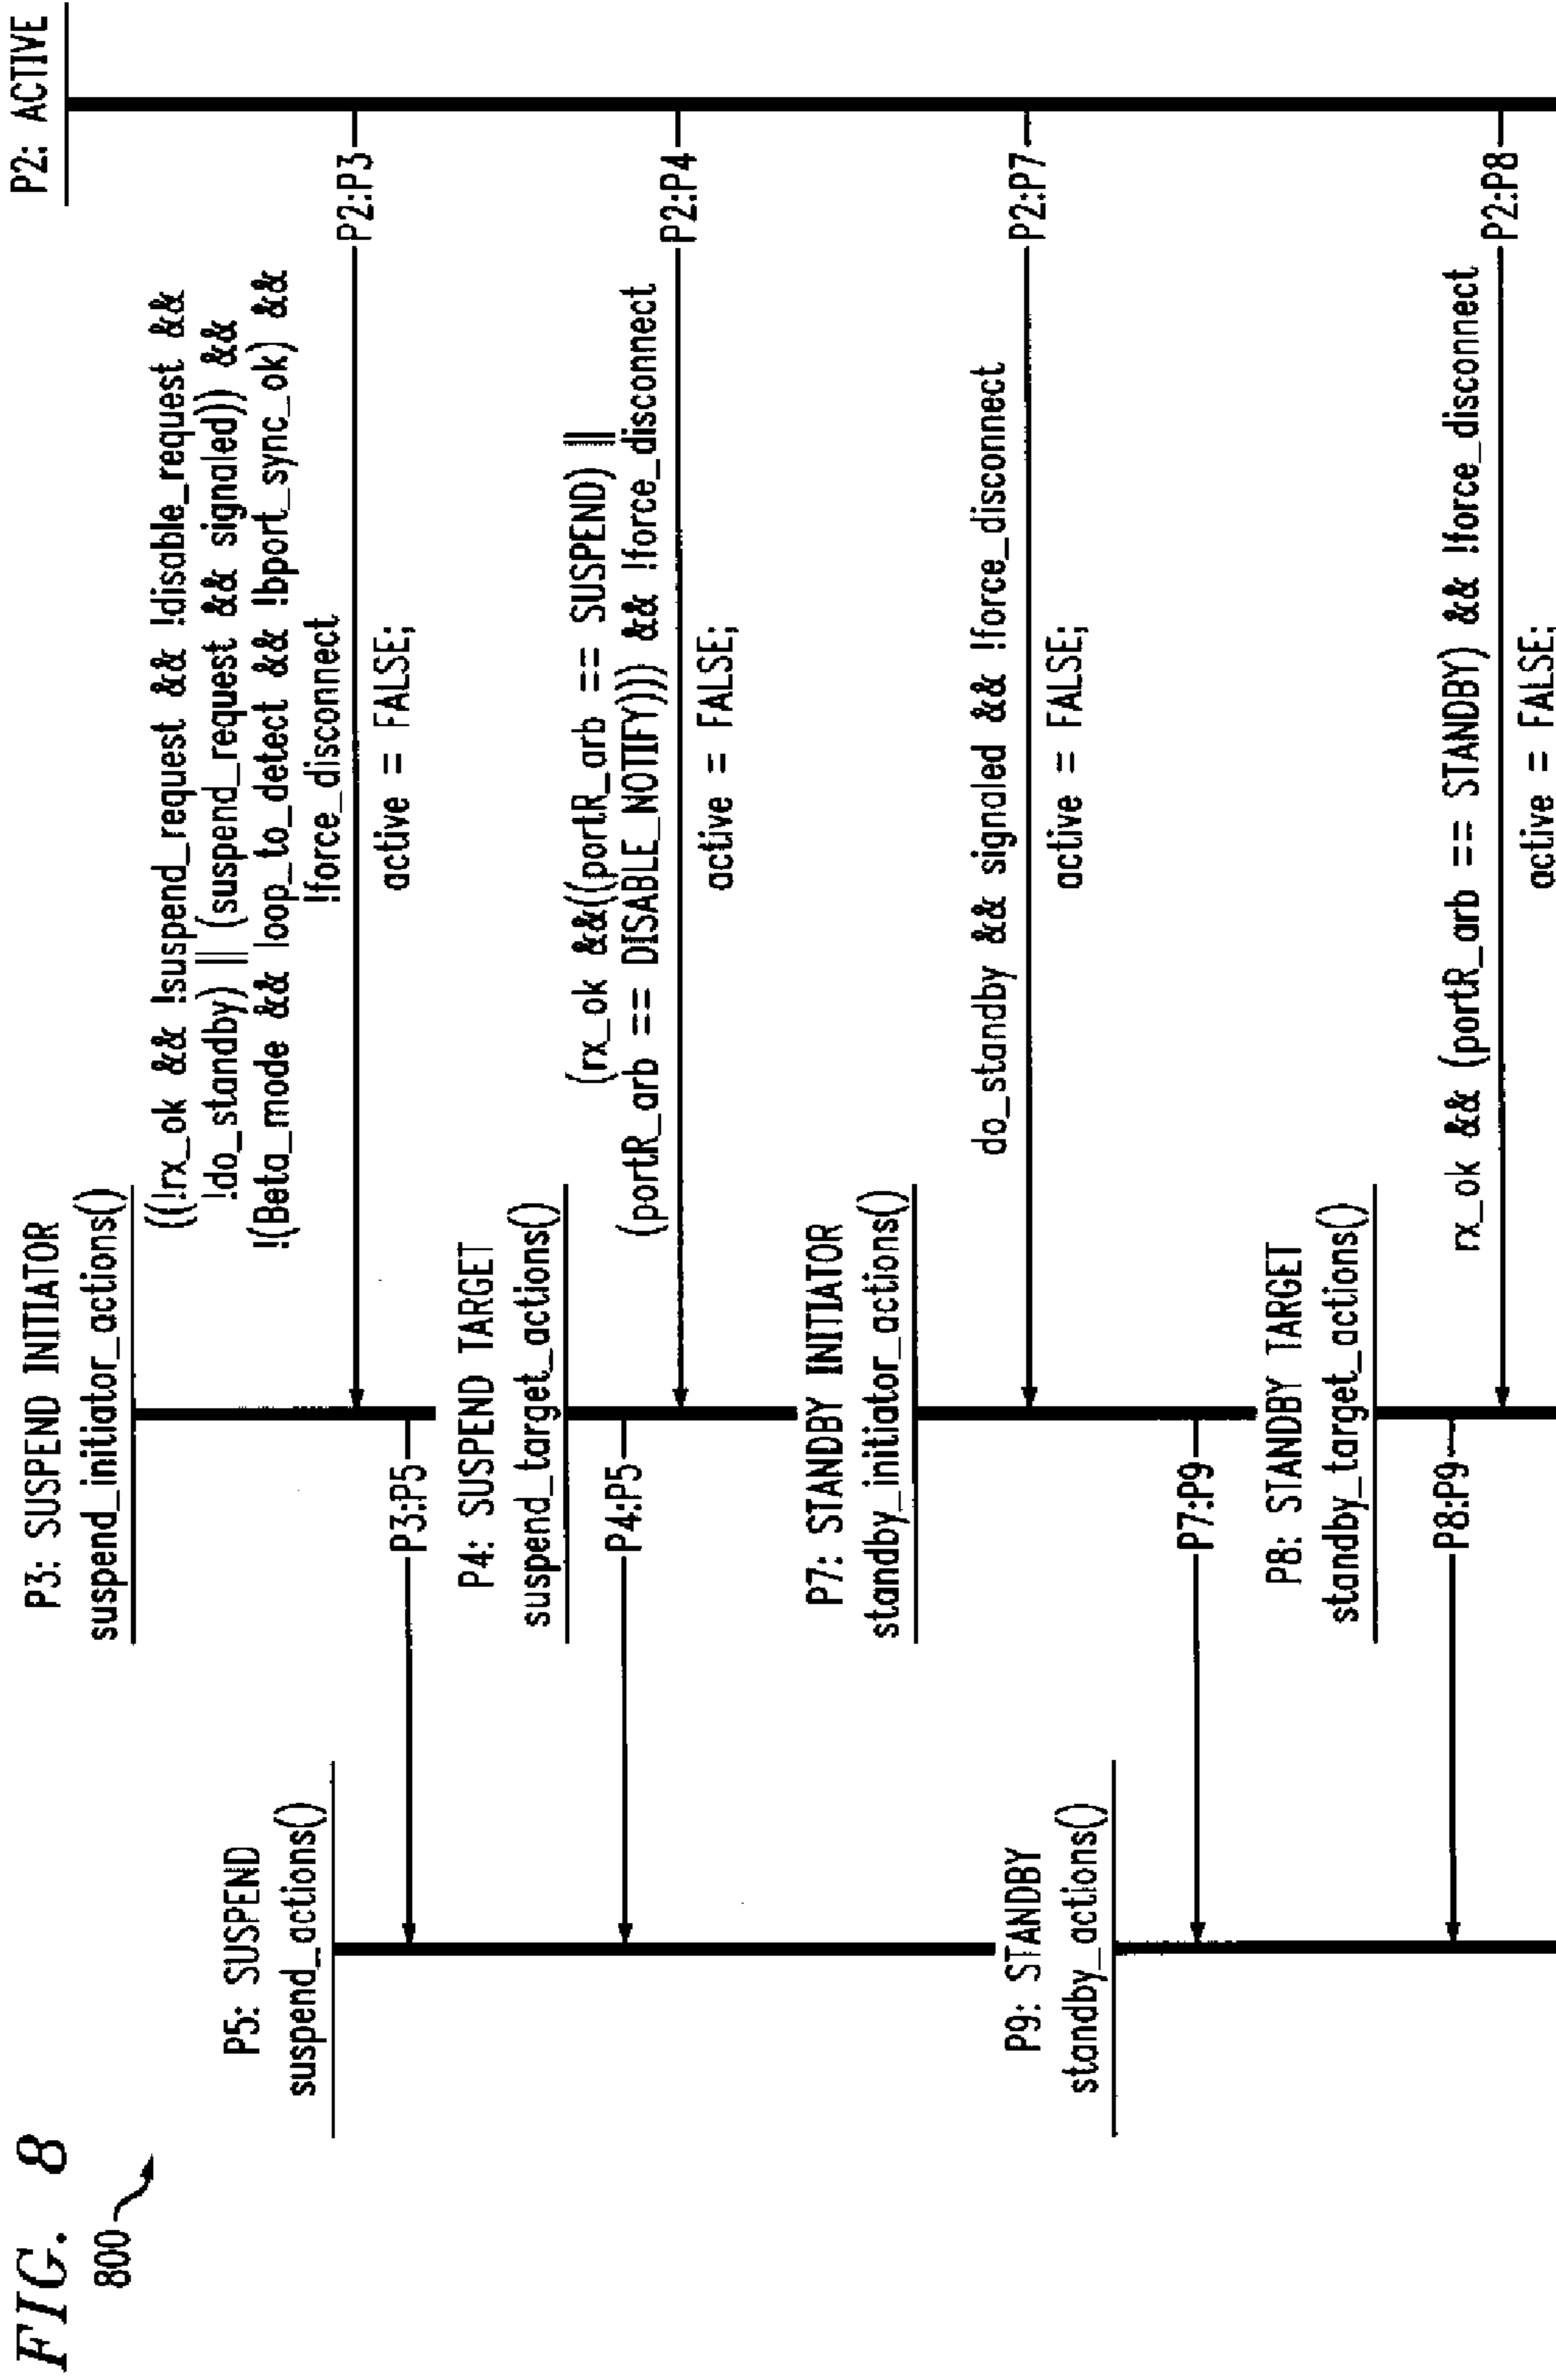 FIG. 8
800
P2: ACTIVE
P3: SUSPEND INITIATOR
suspend_initiator_actions()
((!rx_ok && !suspend_request && !disable_request &&
!do_standby) || (suspend_request && signaled)) &&
!(Beta_mode && loop_to_detect && !bport_sync_ok) &&
!force_disconnect
P2:P3
active = FALSE;
P5: SUSPEND
suspend_actions()
P3:P5
P4: SUSPEND TARGET
suspend_target_actions()
(rx_ok &&((portR_arb == SUSPEND) ||
(portR_arb == DISABLE_NOTIFY))) && !force_disconnect
P2:P4
active = FALSE;
P4:P5
P7: STANDBY INITIATOR
standby_initiator_actions()
do_standby && signaled && !force_disconnect
P2:P7
active = FALSE;
P9: STANDBY
standby_actions()
P7:P9
P8: STANDBY TARGET
standby_target_actions()
rx_ok && (portR_arb == STANDBY) && !force_disconnect
P2:P8
active = FALSE;
P8:P9